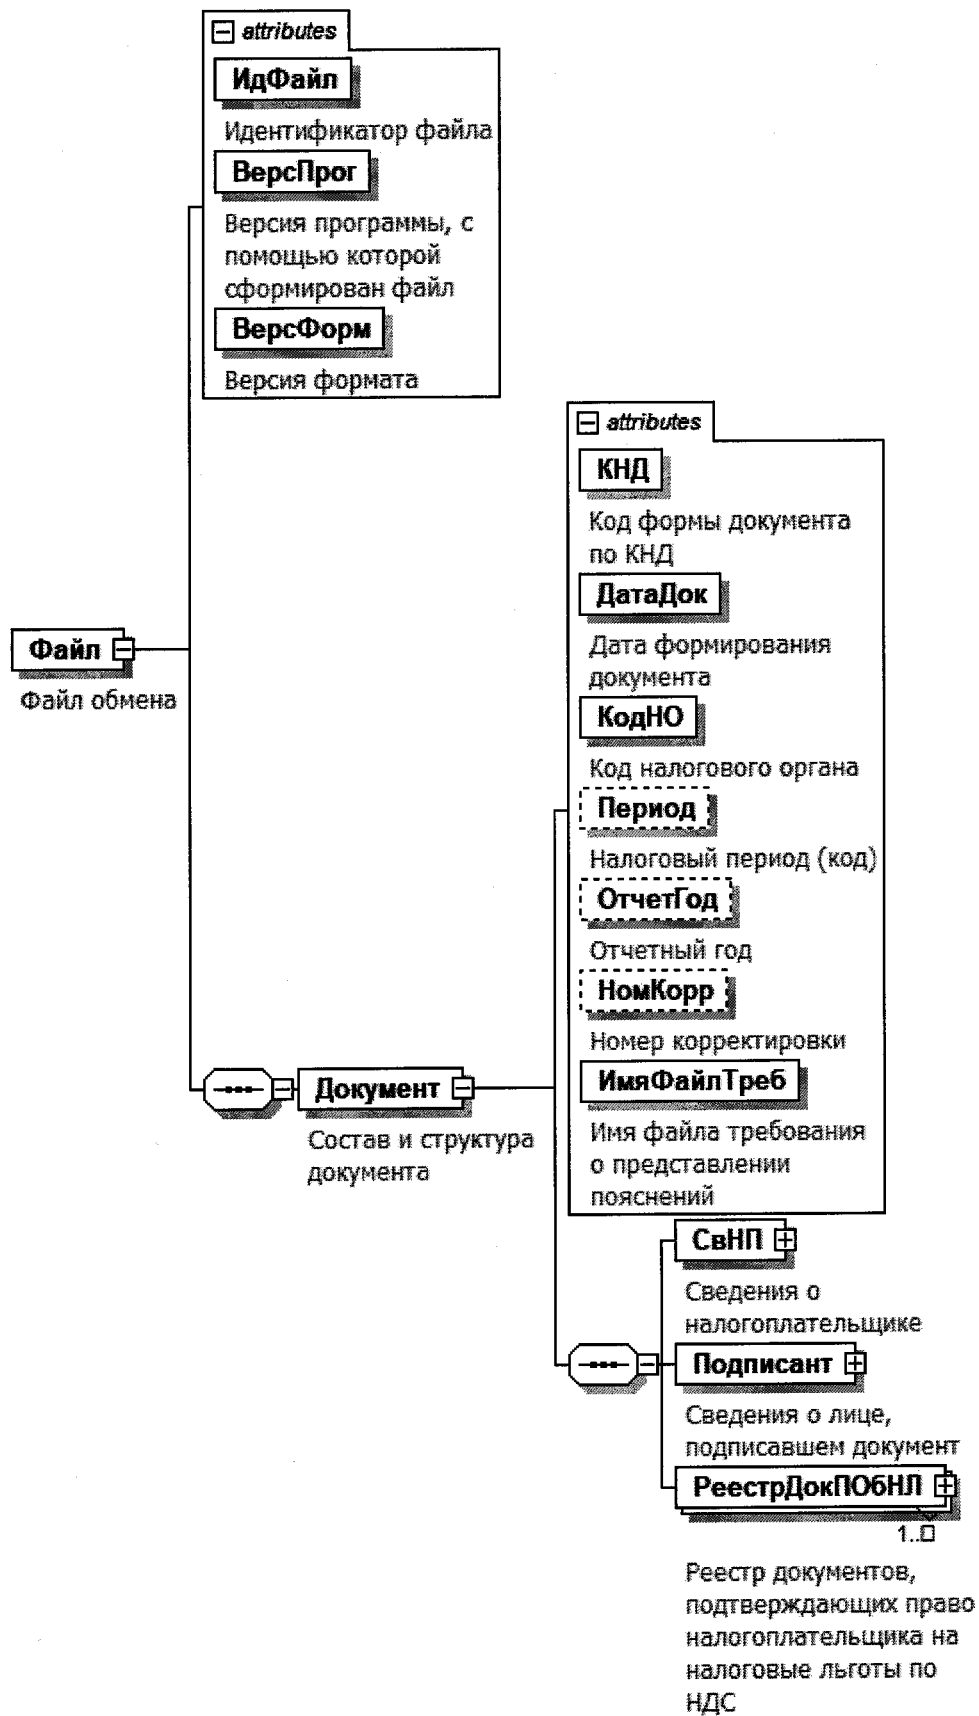 attributes
ИдФайл
Идентификатор файла
ВерсПрог
Версия программы, с
помощью которой
сформирован файл
ВерсФорм
Версия формата
Файл
Файл обмена
Документ
Состав и структура
документа
attributes
КНД
Код формы документа
по КНД
ДатаДок
Дата формирования
документа
КодНО
Код налогового органа
Период
Налоговый период (код)
ОтчетГод
Отчетный год
НомКорр
Номер корректировки
ИмяФайлТреб
Имя файла требования
о представлении
пояснений
СвНП
Сведения о
налогоплательщике
Подписант
Сведения о лице,
подписавшем документ
РеестрДокПОбНЛ
1..□
Реестр документов,
подтверждающих право
налогоплательщика на
налоговые льготы по
НДС